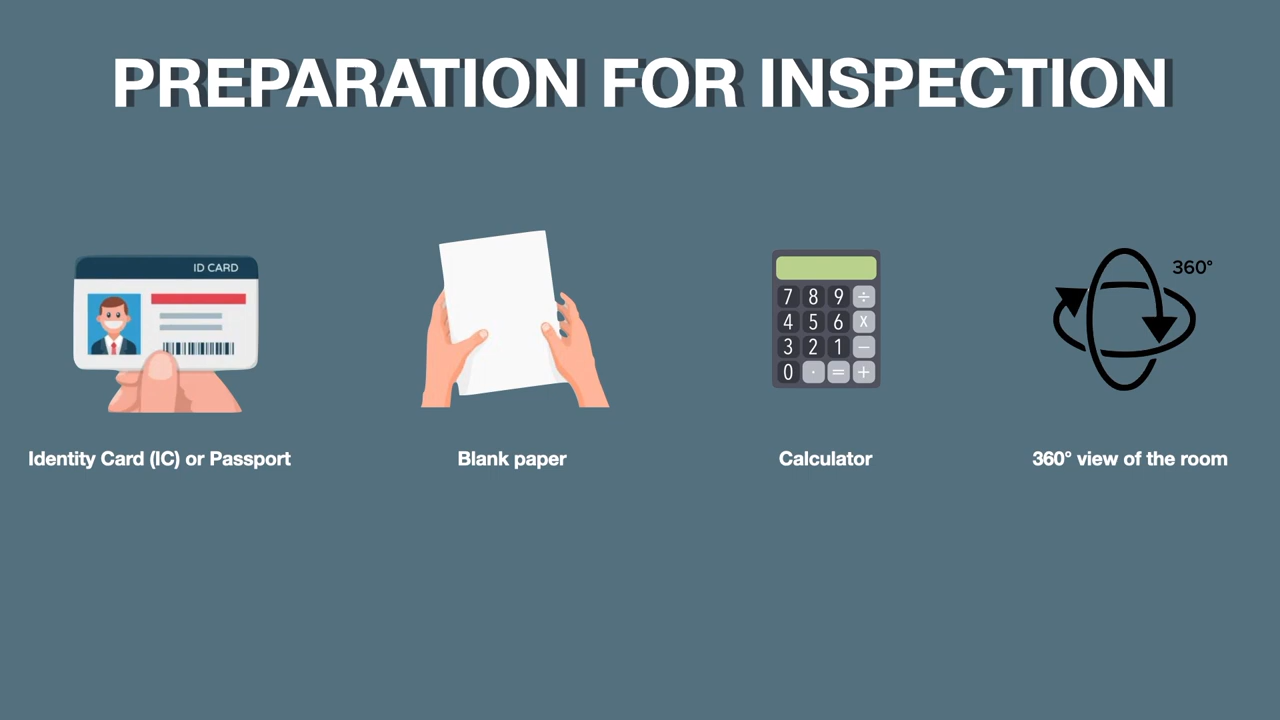 PREPARATION FOR INSPECTION
ID CARD
360°
7 8 9 ÷
4 5 6 x
3 2 1 −
0 . = +
Identity Card (IC) or Passport
Blank paper
Calculator
360° view of the room